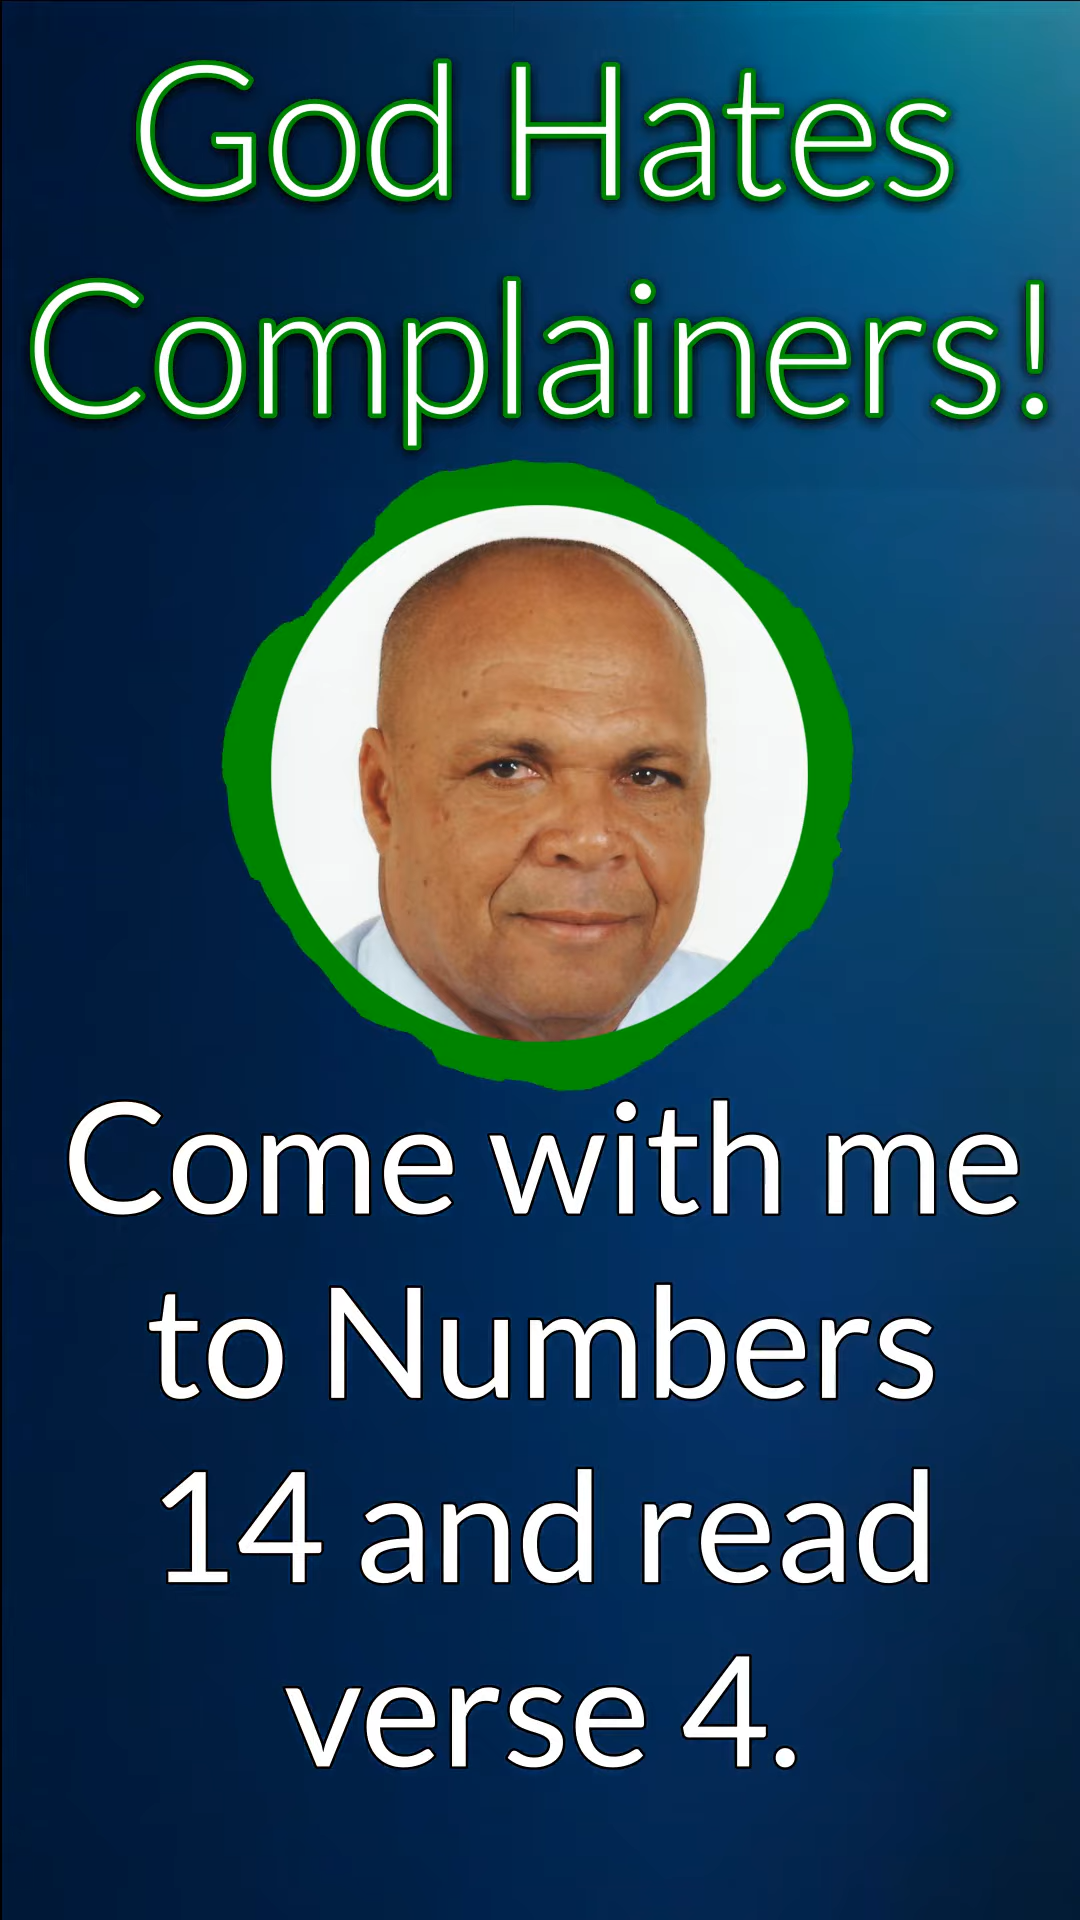 God Hates
Complainers!
Come with me
to Numbers
14 and read
verse 4.